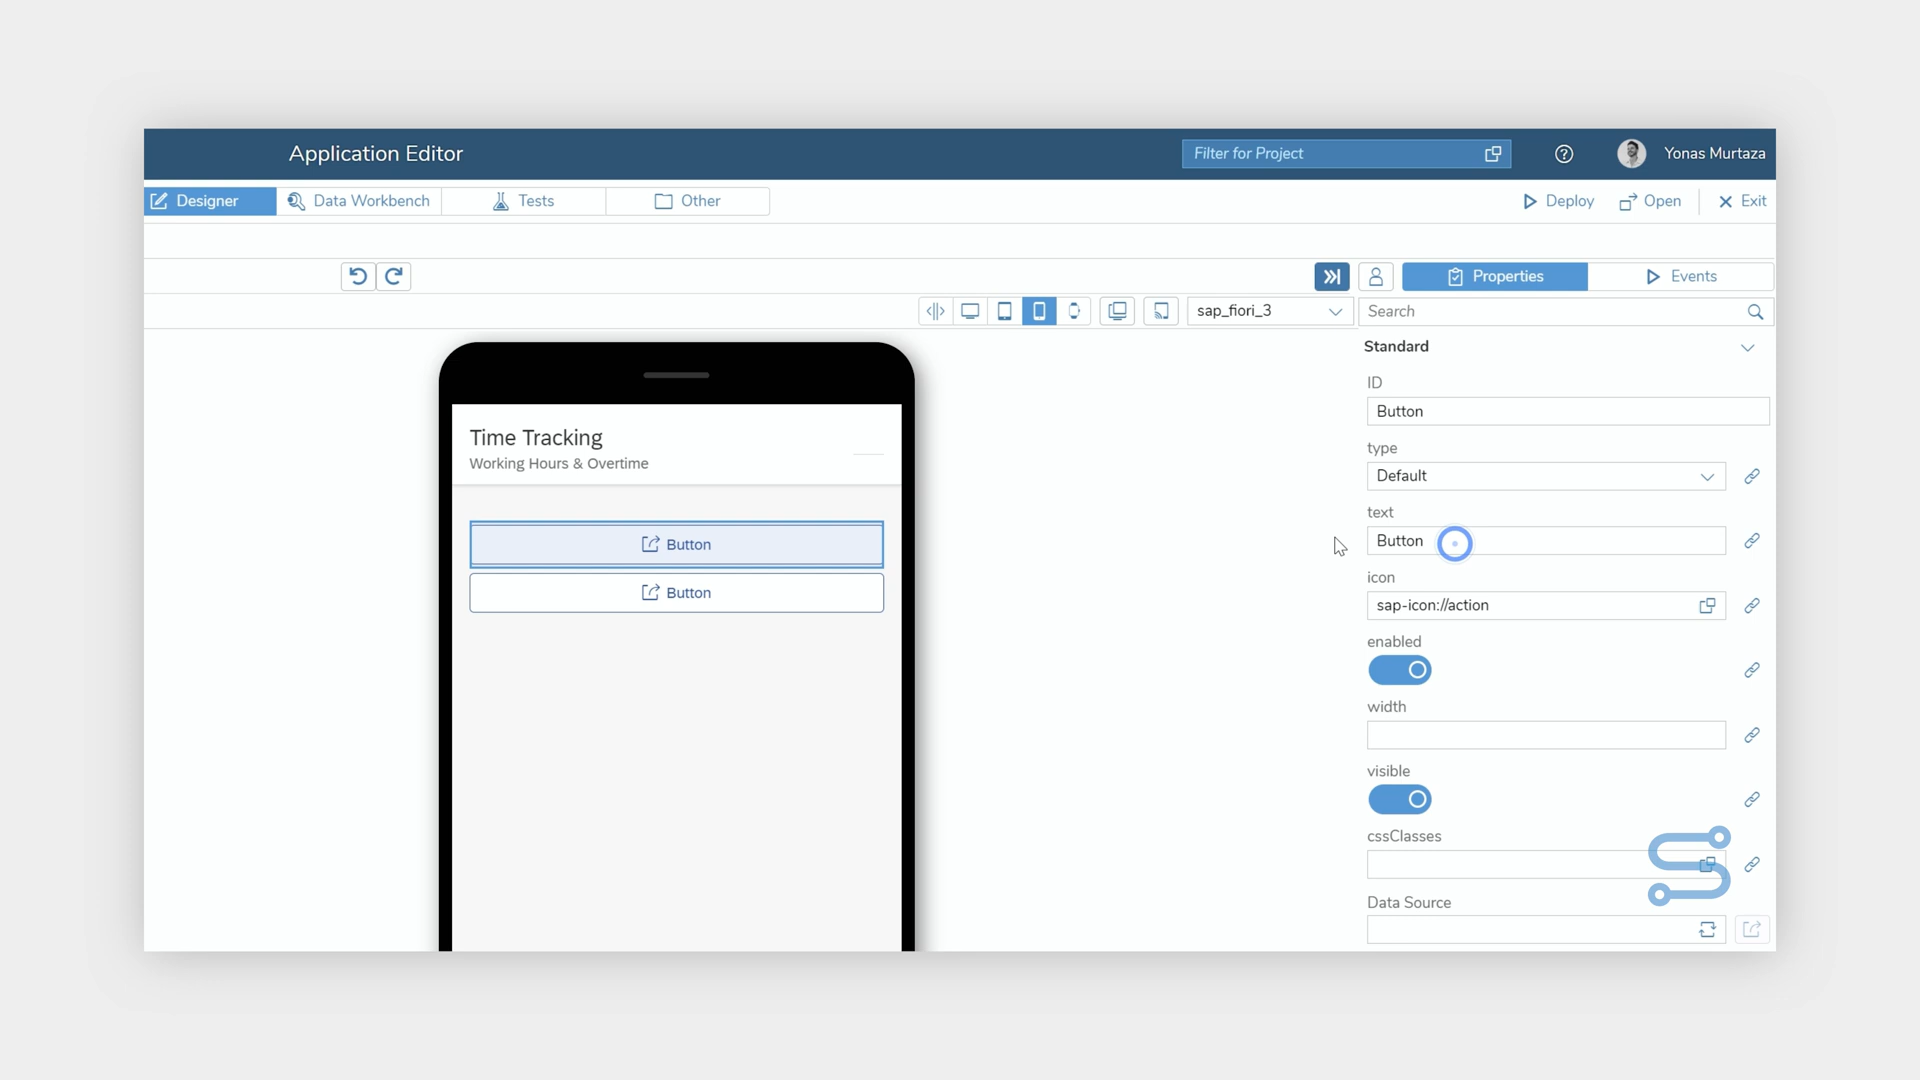 Application Editor
Filter for Project
Yonas Murtaza
Designer
Data Workbench
Tests
Other
Deploy
Open
Exit
Properties
Events
sap_fiori_3
Search
Standard
ID
Button
type
Default
text
Button
icon
sap-icon://action
enabled
width
visible
cssClasses
Data Source
Time Tracking
Working Hours & Overtime
Button
Button